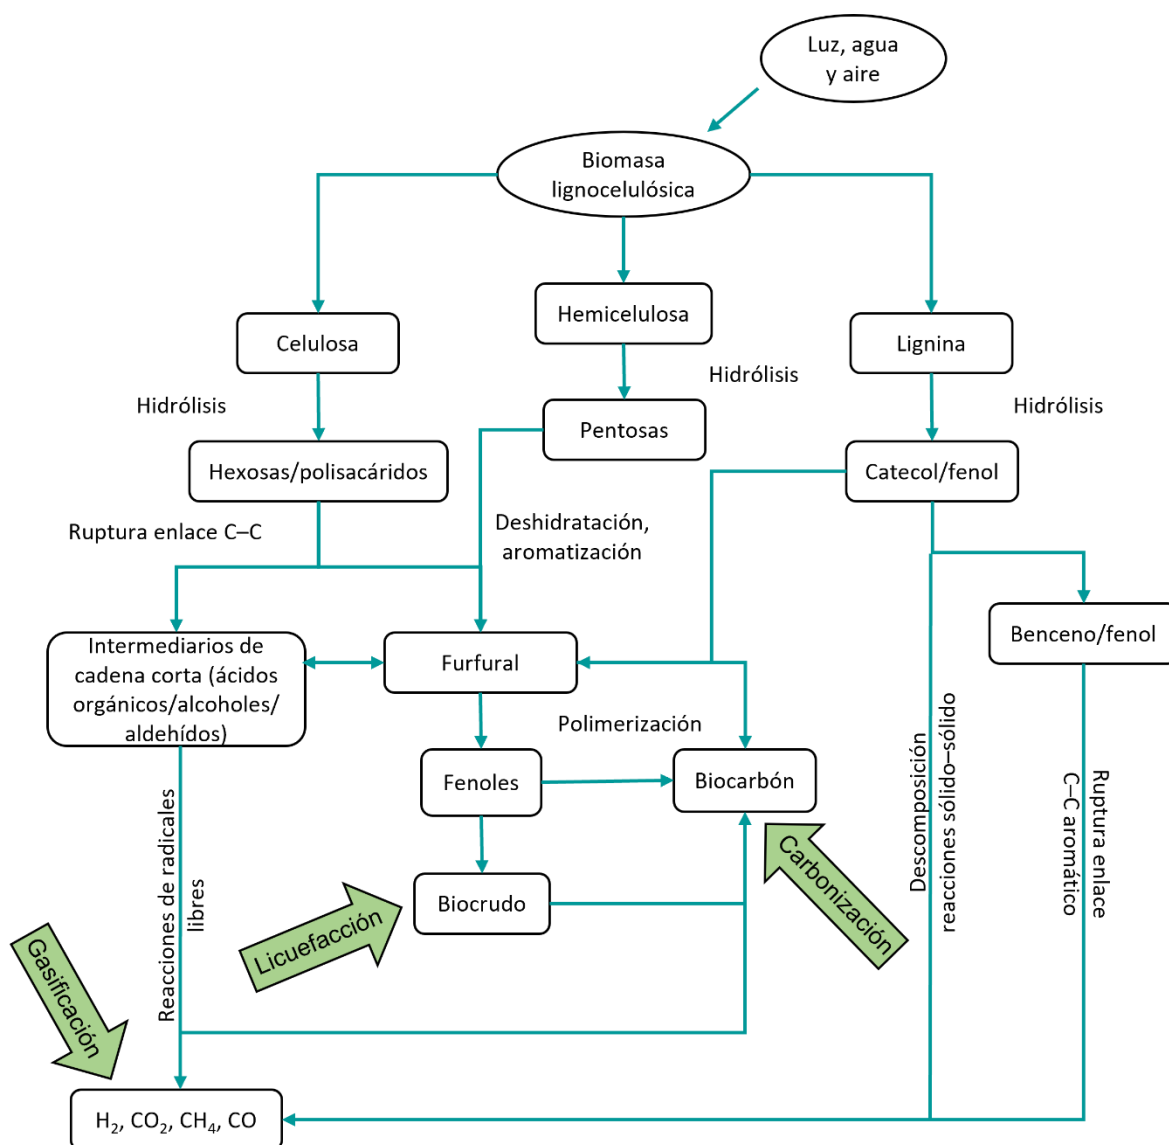 Luz, agua
y aire
Biomasa
lignocelulósica
Hemicelulosa
Celulosa
Lignina
Hidrólisis
Hidrólisis
Hidrólisis
Pentosas
Hexosas/polisacáridos
Catecol/fenol
Ruptura enlace C–C
Deshidratación,
aromatización
Intermediarios de
cadena corta (ácidos
orgánicos/alcoholes/
aldehídos)
Furfural
Benceno/fenol
Polimerización
Fenoles
Biocarbón
Biocrudo
Reacciones de radicales
libres
Descomposición
reacciones sólido–sólido
Ruptura enlace
C–C aromático
Gasificación
Licuefacción
Carbonización
H₂, CO₂, CH₄, CO